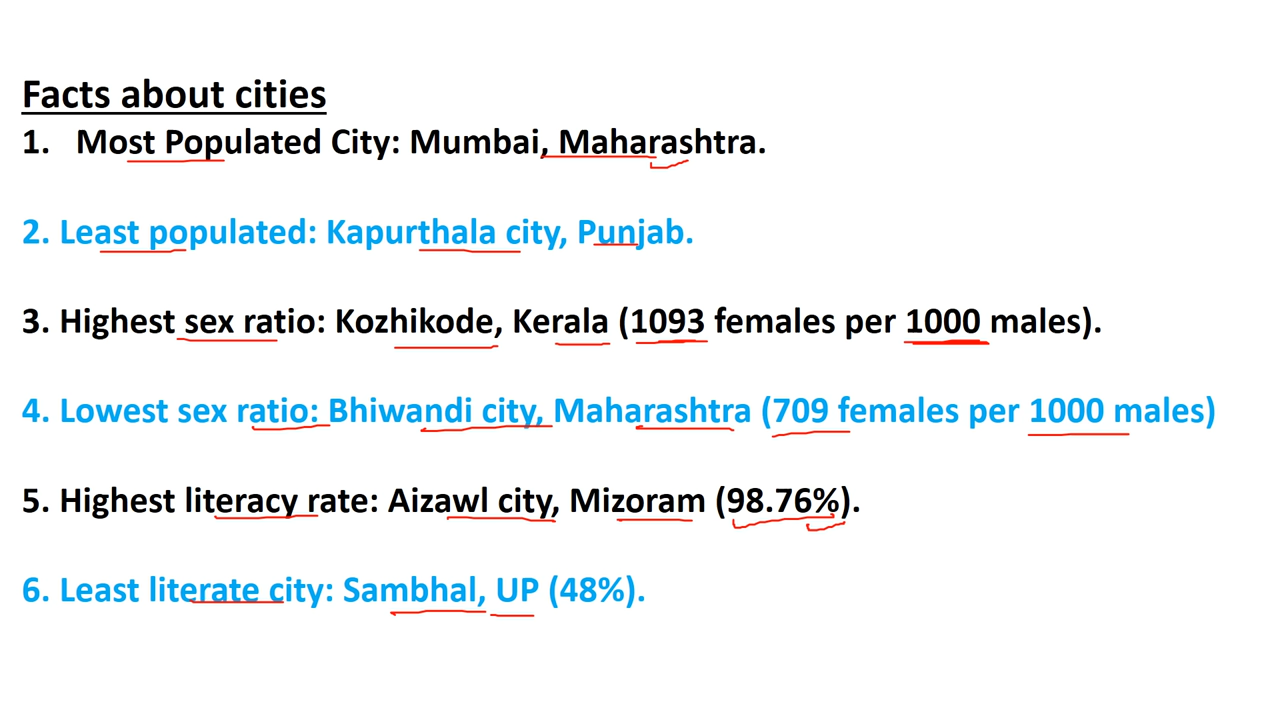 Facts about cities
1. Most Populated City: Mumbai, Maharashtra.
2. Least populated: Kapurthala city, Punjab.
3. Highest sex ratio: Kozhikode, Kerala (1093 females per 1000 males).
4. Lowest sex ratio: Bhiwandi city, Maharashtra (709 females per 1000 males)
5. Highest literacy rate: Aizawl city, Mizoram (98.76%).
6. Least literate city: Sambhal, UP (48%).